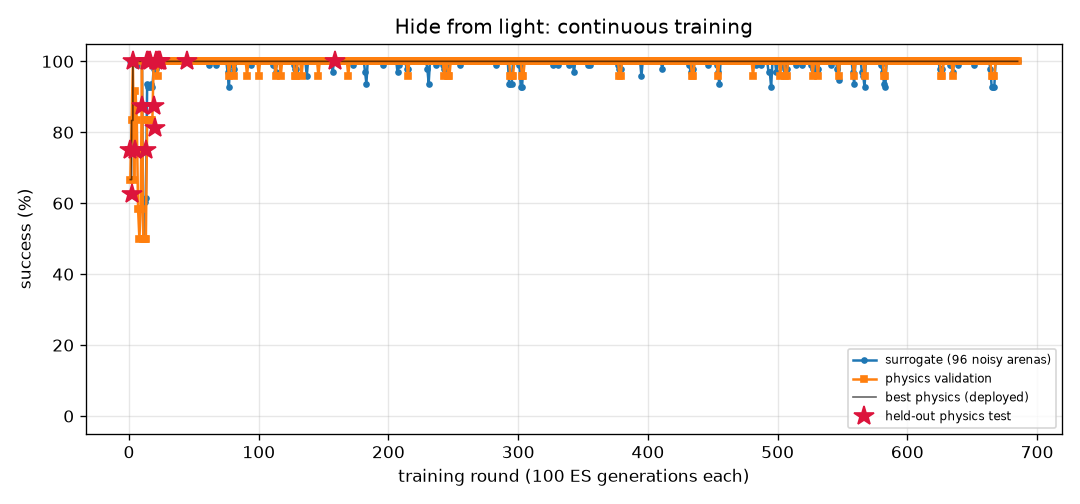 Hide from light: continuous training
success (%)
100
80
60
40
20
0
surrogate (96 noisy arenas)
physics validation
best physics (deployed)
held-out physics test
0 100 200 300 400 500 600 700
training round (100 ES generations each)